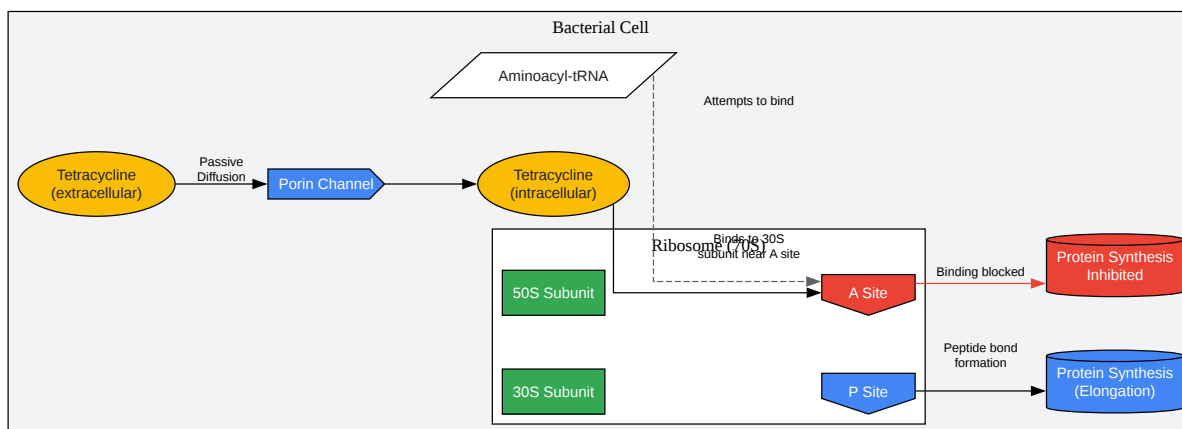 Bacterial Cell
Aminoacyl-tRNA
Attempts to bind
Tetracycline
(extracellular)
Passive
Diffusion
Porin Channel
Tetracycline
(intracellular)
Ribosome (70S)
Binds to 30S
subunit near A site
50S Subunit
A Site
Binding blocked
Protein Synthesis
Inhibited
30S Subunit
P Site
Peptide bond
formation
Protein Synthesis
(Elongation)